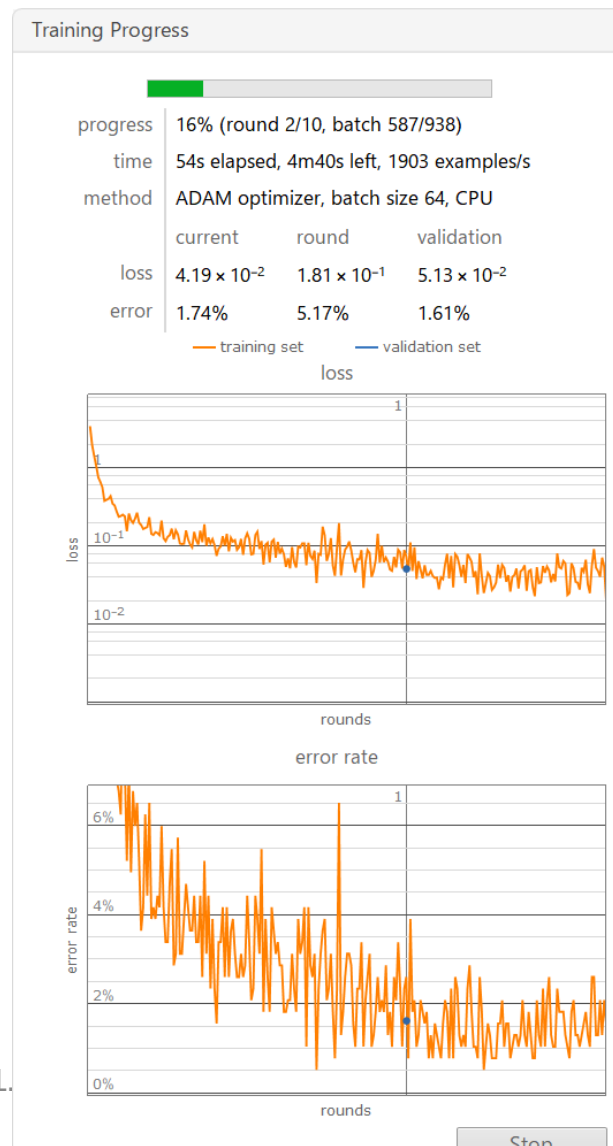 Training Progress
progress 16% (round 2/10, batch 587/938)
time 54s elapsed, 4m40s left, 1903 examples/s
method ADAM optimizer, batch size 64, CPU
current round validation
loss 4.19 × 10⁻² 1.81 × 10⁻¹ 5.13 × 10⁻²
error 1.74% 5.17% 1.61%
training set validation set
loss
1
1
10⁻¹
loss
10⁻²
rounds
error rate
1
6%
4%
error rate
2%
0%
rounds
Stop